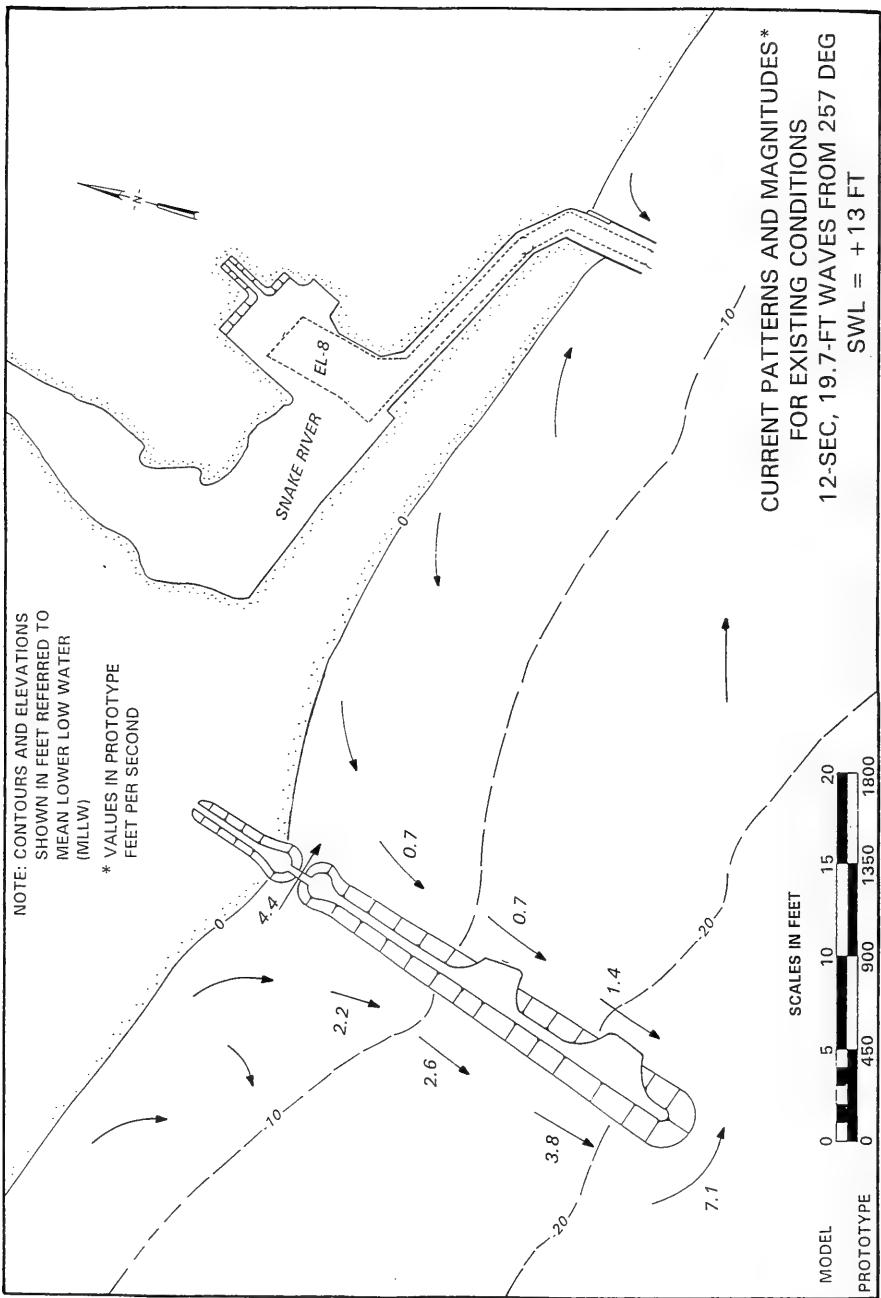 NOTE: CONTOURS AND ELEVATIONS
SHOWN IN FEET REFERRED TO
MEAN LOWER LOW WATER
(MLLW)
* VALUES IN PROTOTYPE
FEET PER SECOND
-N-
SNAKE RIVER
EL-8
0
0
4.4
0.7
0.7
1.4
2.2
2.6
3.8
7.1
-10
-20
-10
-20
SCALES IN FEET
MODEL 0 5 10 15 20
PROTOTYPE 0 450 900 1350 1800
CURRENT PATTERNS AND MAGNITUDES*
FOR EXISTING CONDITIONS
12-SEC, 19.7-FT WAVES FROM 257 DEG
SWL = +13 FT